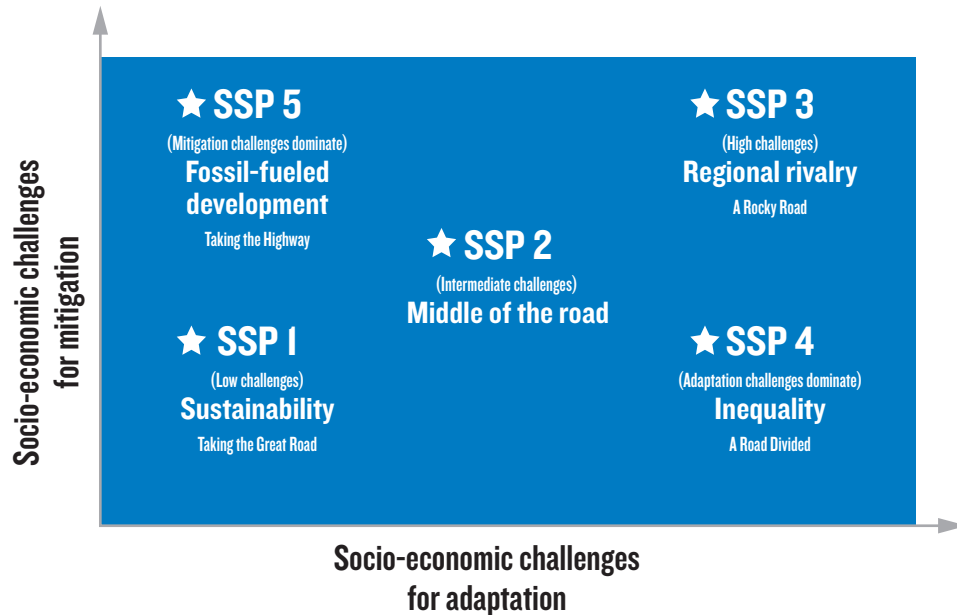 Socio-economic challenges
for mitigation
SSP 5
(Mitigation challenges dominate)
Fossil-fueled
development
Taking the Highway
SSP 3
(High challenges)
Regional rivalry
A Rocky Road
SSP 2
(Intermediate challenges)
Middle of the road
SSP 1
(Low challenges)
Sustainability
Taking the Great Road
SSP 4
(Adaptation challenges dominate)
Inequality
A Road Divided
Socio-economic challenges
for adaptation